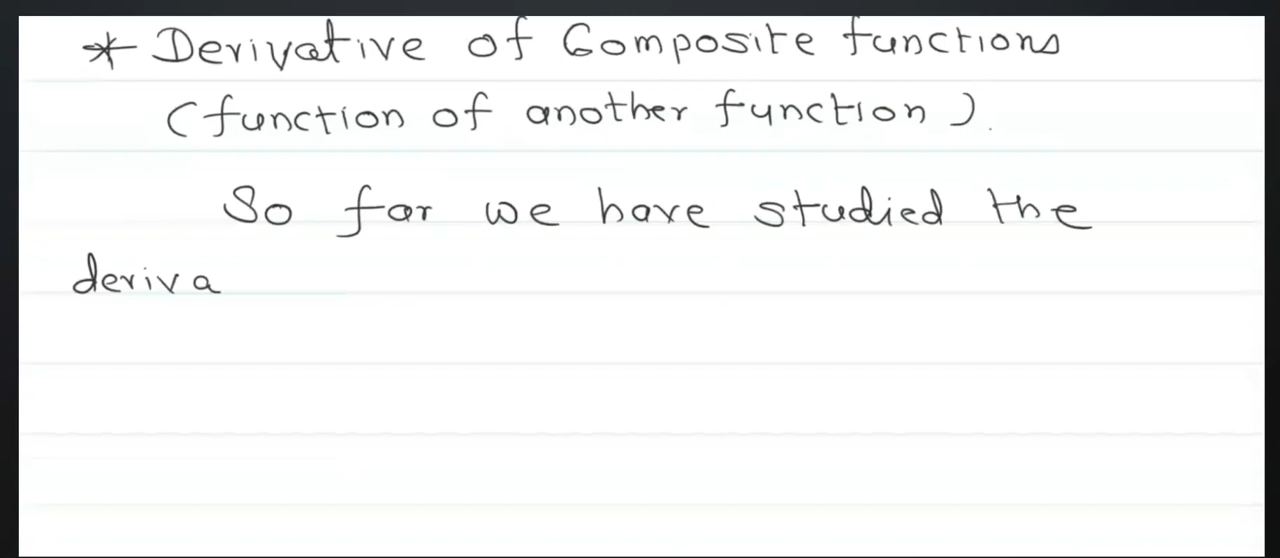 * Derivative of Composite functions
(function of another function).
So far we have studied the
deriva